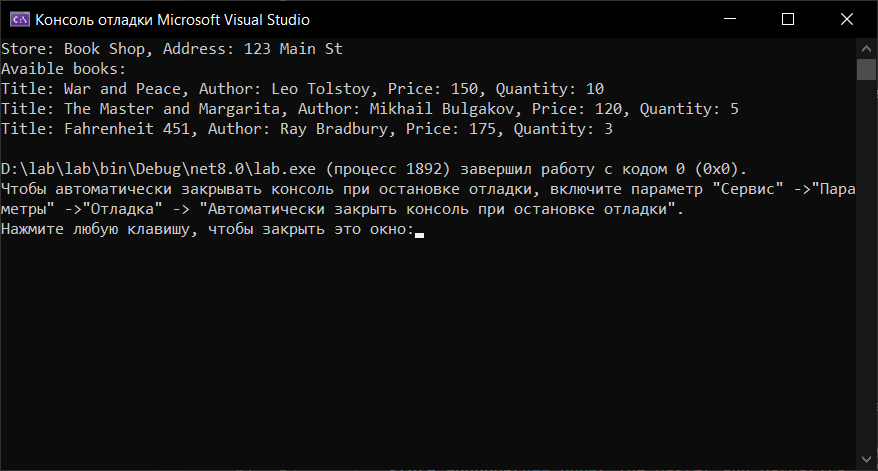 Консоль отладки Microsoft Visual Studio
Store: Book Shop, Address: 123 Main St
Avaible books:
Title: War and Peace, Author: Leo Tolstoy, Price: 150, Quantity: 10
Title: The Master and Margarita, Author: Mikhail Bulgakov, Price: 120, Quantity: 5
Title: Fahrenheit 451, Author: Ray Bradbury, Price: 175, Quantity: 3
D:\lab\lab\bin\Debug\net8.0\lab.exe (процесс 1892) завершил работу с кодом 0 (0x0).
Чтобы автоматически закрывать консоль при остановке отладки, включите параметр "Сервис" ->"Пара
метры" ->"Отладка" -> "Автоматически закрыть консоль при остановке отладки".
Нажмите любую клавишу, чтобы закрыть это окно: